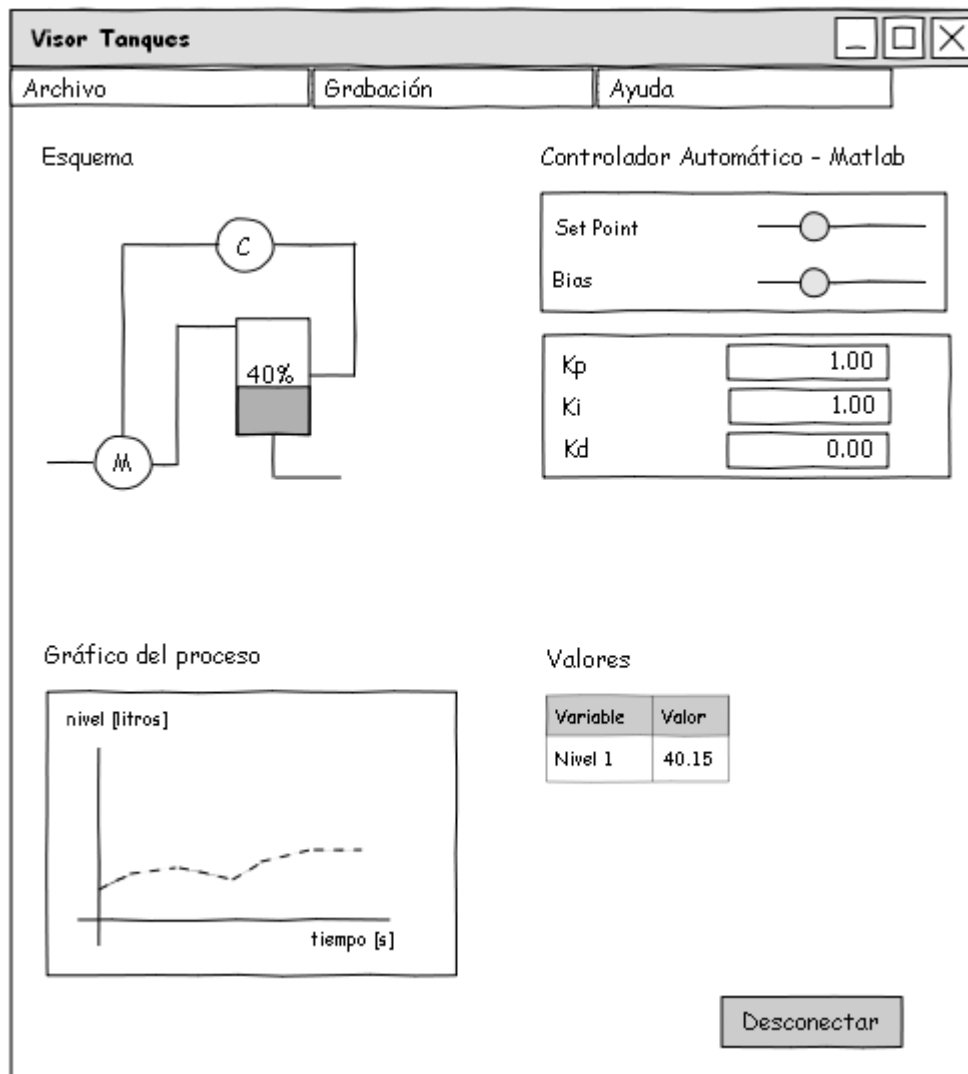 Visor Tanques
Archivo Grabación Ayuda
Esquema
C
40%
M
Controlador Automático - Matlab
Set Point
Bias
Kp 1.00
Ki 1.00
Kd 0.00
Gráfico del proceso
nivel [litros]
tiempo [s]
Valores
Variable Valor
Nivel 1 40.15
Desconectar